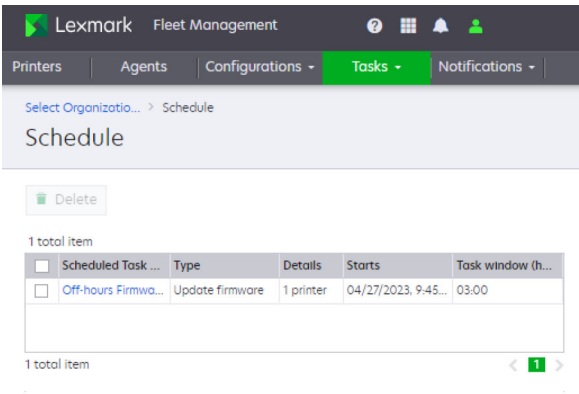 Lexmark Fleet Management
Printers Agents Configurations Tasks Notifications
Select Organizatio... > Schedule
Schedule
Delete
1 total item
Scheduled Task ... Type Details Starts Task window (h...
Off-hours Firmwa... Update firmware 1 printer 04/27/2023, 9:45... 03:00
1 total item < 1 >